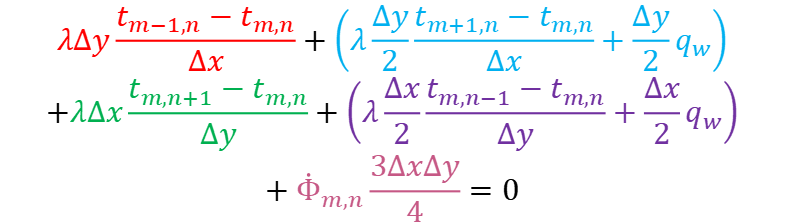 λΔy (t_{m−1,n} − t_{m,n})/Δx + (λ (Δy/2) (t_{m+1,n} − t_{m,n})/Δx + (Δy/2) q_w)
+λΔx (t_{m,n+1} − t_{m,n})/Δy + (λ (Δx/2) (t_{m,n−1} − t_{m,n})/Δy + (Δx/2) q_w)
+ Φ̇_{m,n} (3ΔxΔy)/4 = 0